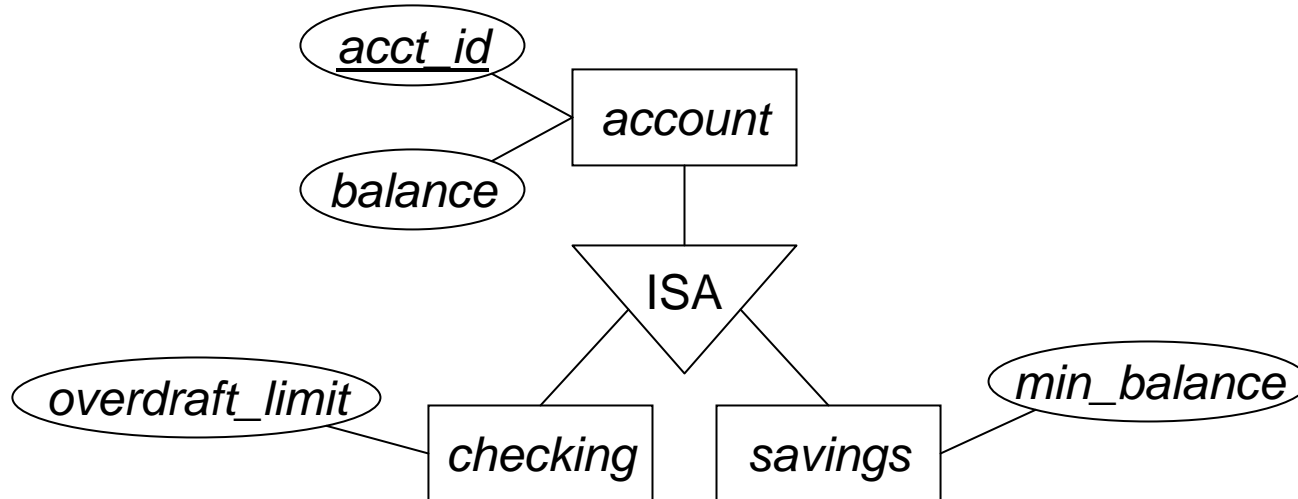 acct_id
account
balance
ISA
overdraft_limit
min_balance
checking
savings